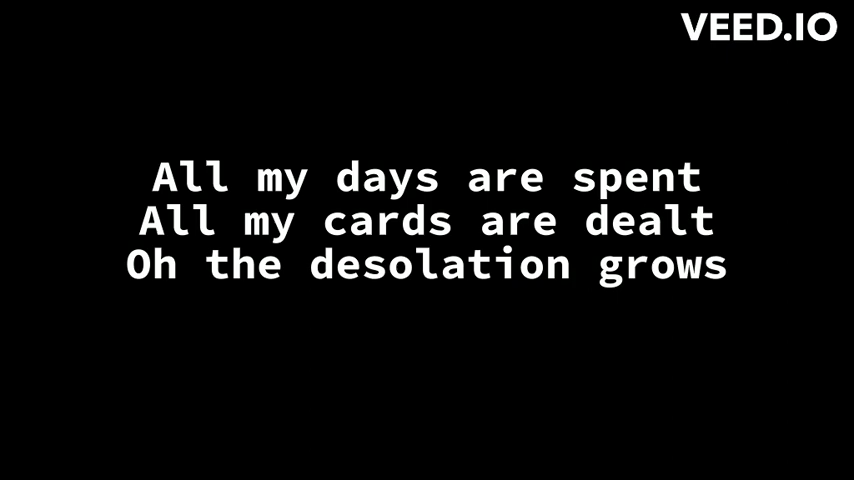 VEED.IO
All my days are spent
All my cards are dealt
Oh the desolation grows